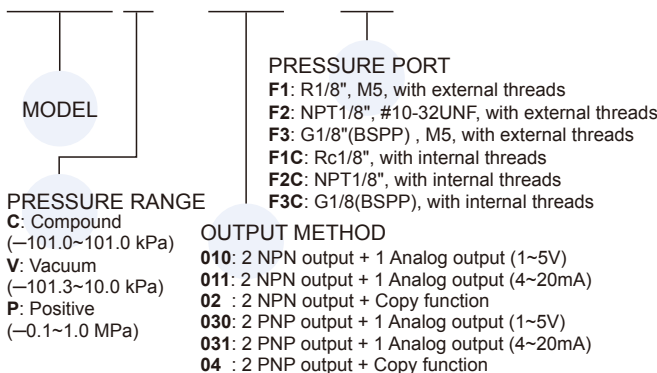 MODEL
PRESSURE RANGE
C: Compound
(—101.0~101.0 kPa)
V: Vacuum
(—101.3~10.0 kPa)
P: Positive
(—0.1~1.0 MPa)
OUTPUT METHOD
010: 2 NPN output + 1 Analog output (1~5V)
011: 2 NPN output + 1 Analog output (4~20mA)
02 : 2 NPN output + Copy function
030: 2 PNP output + 1 Analog output (1~5V)
031: 2 PNP output + 1 Analog output (4~20mA)
04 : 2 PNP output + Copy function
PRESSURE PORT
F1: R1/8", M5, with external threads
F2: NPT1/8", #10-32UNF, with external threads
F3: G1/8"(BSPP) , M5, with external threads
F1C: Rc1/8", with internal threads
F2C: NPT1/8", with internal threads
F3C: G1/8(BSPP), with internal threads